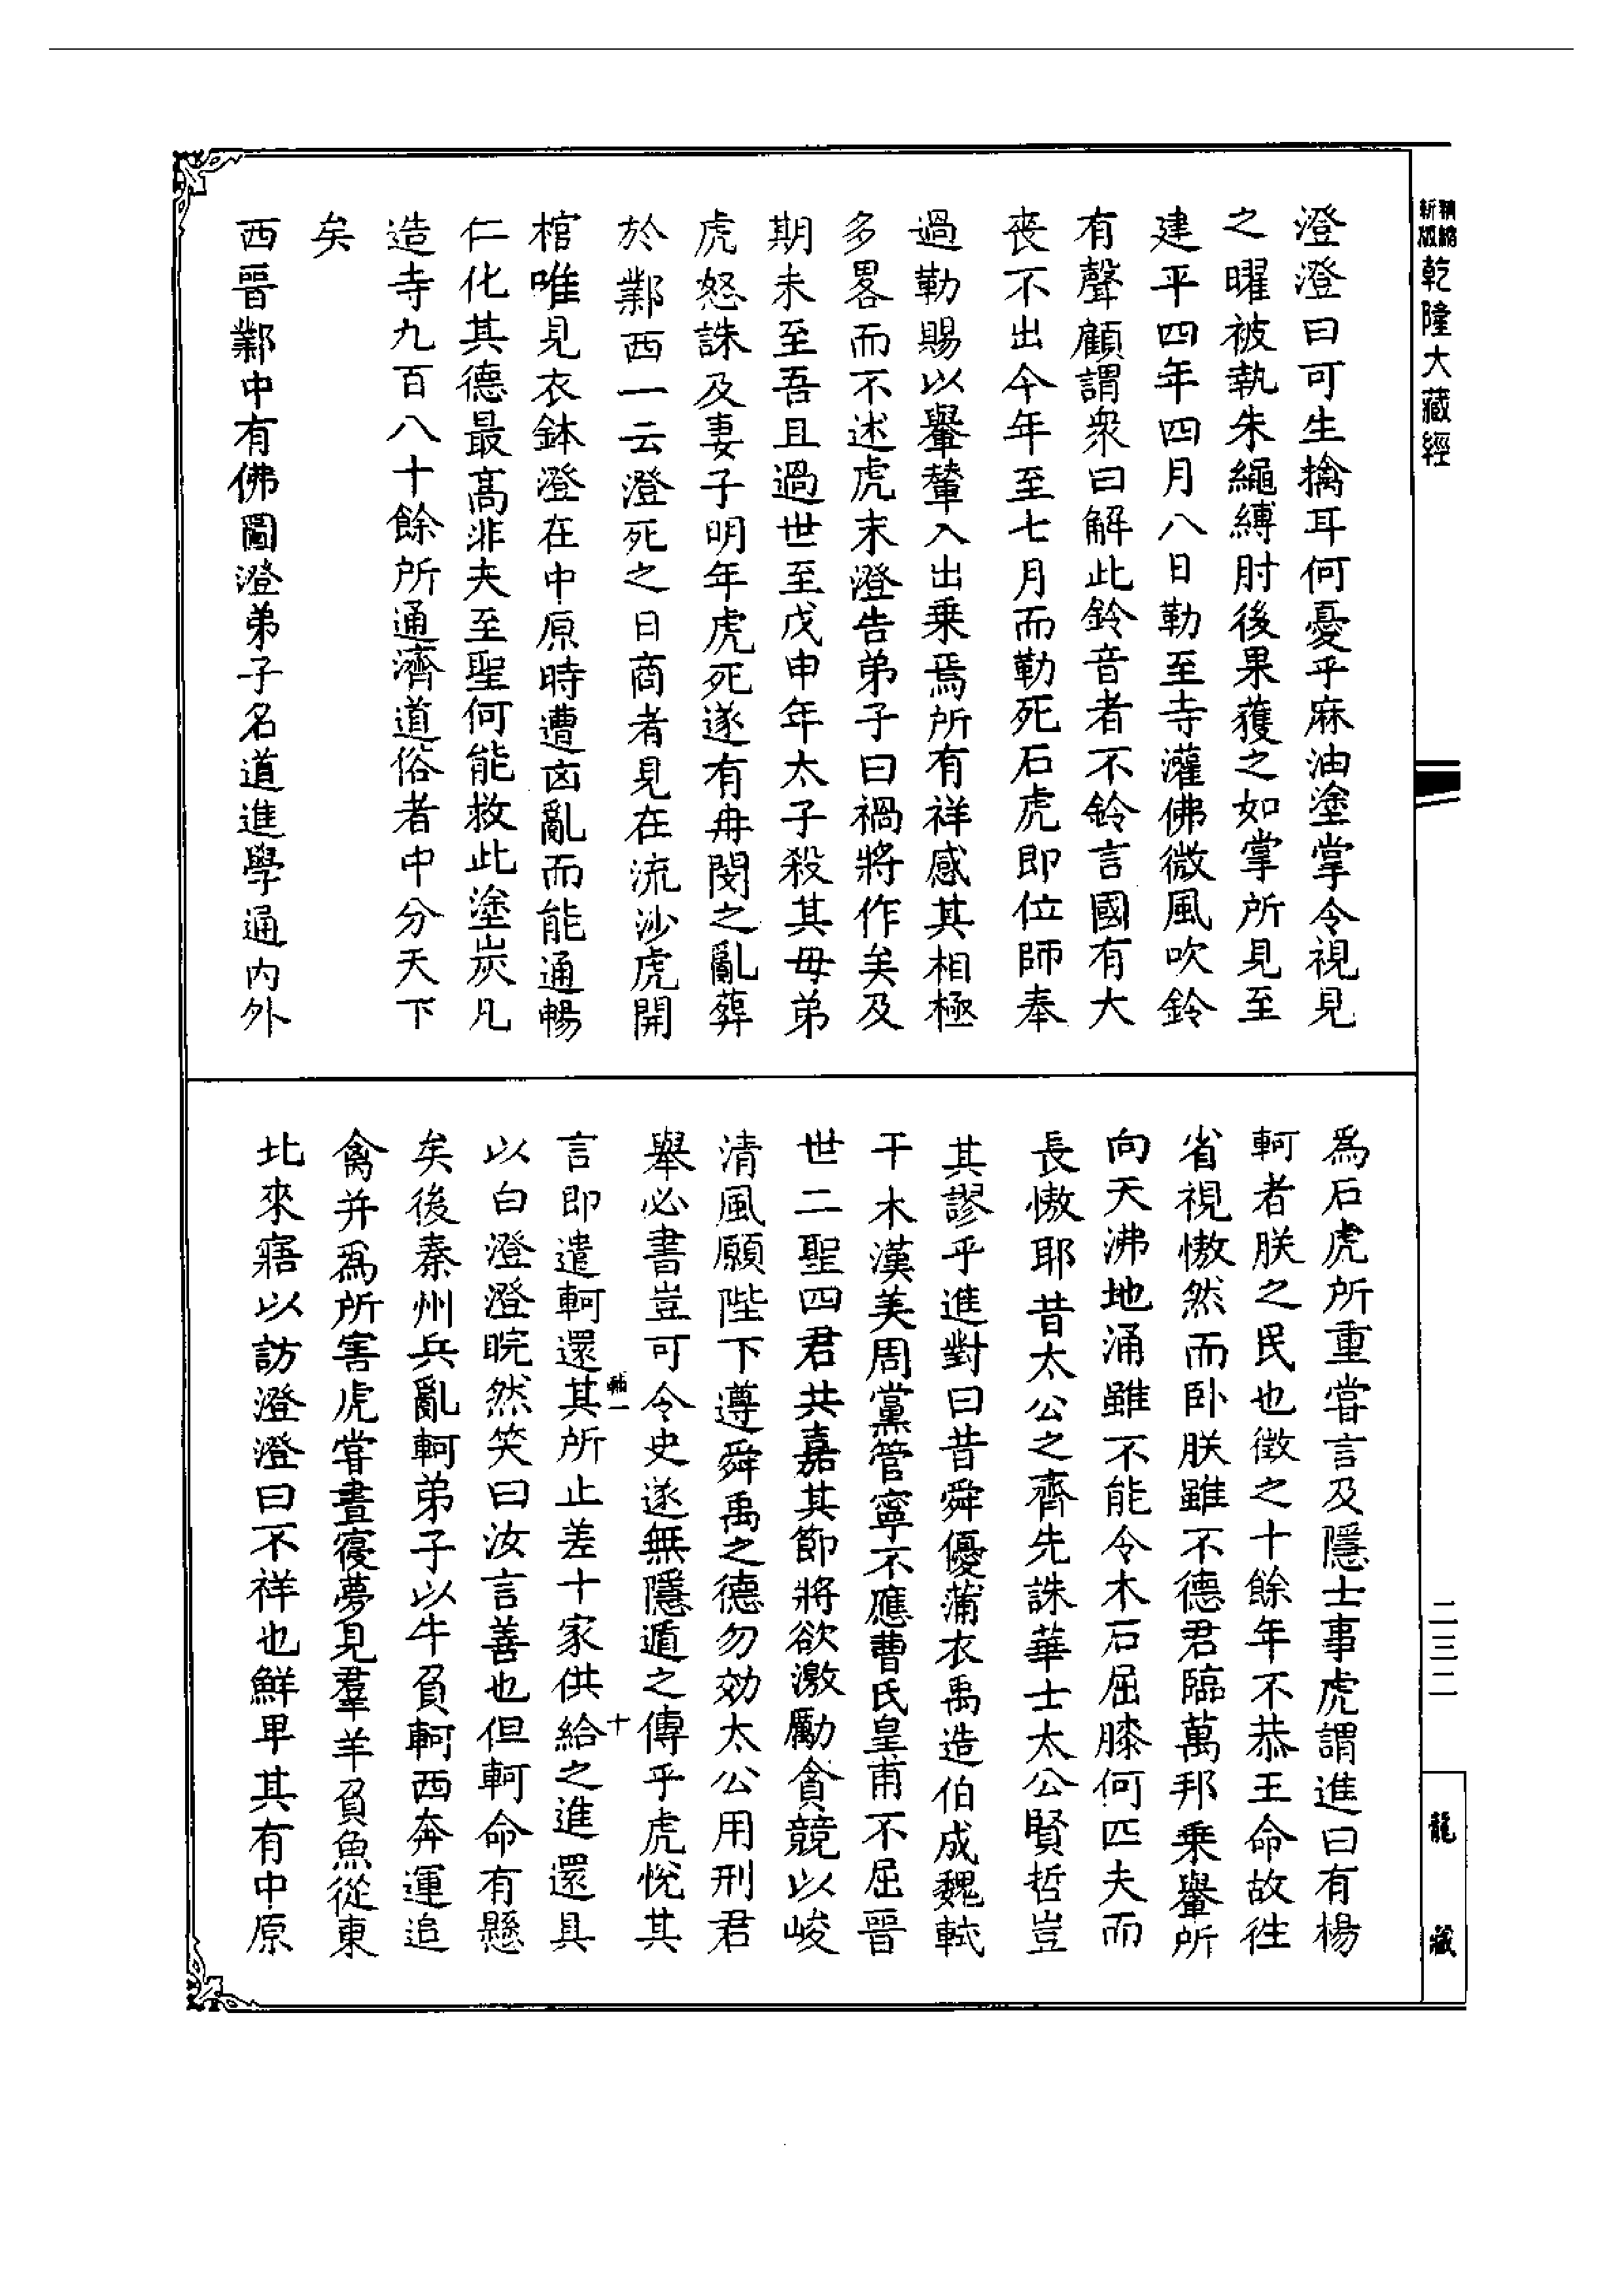 精縮新版乾隆大藏經
澄澄曰可生擒耳何憂乎麻油塗掌令視見
之曜被執朱繩縛肘後果獲之如掌所見至
建平四年四月八日勒至寺灌佛微風吹鈴
有聲顧謂衆曰解此鈴音者不鈴言國有大
喪不出今年至七月而勒死石虎即位師奉
過勒賜以轝輦入出乗焉所有祥感其相極
多畧而不述虎末澄告弟子曰禍將作矣及
期未至吾且過世至戊申年太子殺其母弟
虎怒誅及妻子明年虎死遂有冉閔之亂葬
於鄴西一云澄死之日商者見在流沙虎開
棺唯見衣鉢澄在中原時遭凶亂而能通暢
仁化其德最高非夫至聖何能救此塗炭凡
造寺九百八十餘所通濟道俗者中分天下
矣
西晉鄴中有佛圖澄弟子名道進學通內外
為石虎所重嘗言及隱士事虎謂進曰有楊
軻者朕之民也徵之十餘年不恭王命故往
省視慠然而卧朕雖不德君臨萬邦乗轝所
向天沸地涌雖不能令木石屈膝何匹夫而
長慠耶昔太公之齊先誅華士太公賢哲豈
其謬乎進對曰昔舜優蒲衣禹造伯成魏軾
干木漢美周黨管寧不應曹氏皇甫不屈晉
世二聖四君共嘉其節將欲激勵貪競以峻
清風願陛下遵舜禹之德勿効太公用刑君
舉必書豈可令史遂無隱遁之傳乎虎悅其
輔一 十
言即遣軻還其所止差十家供給之進還具
以白澄澄睆然笑曰汝言善也但軻命有懸
矣後秦州兵亂軻弟子以牛負軻西奔運追
禽并為所害虎嘗晝寢夢見羣羊負魚從東
北來寤以訪澄澄曰不祥也鮮卑其有中原
二三二
龍藏